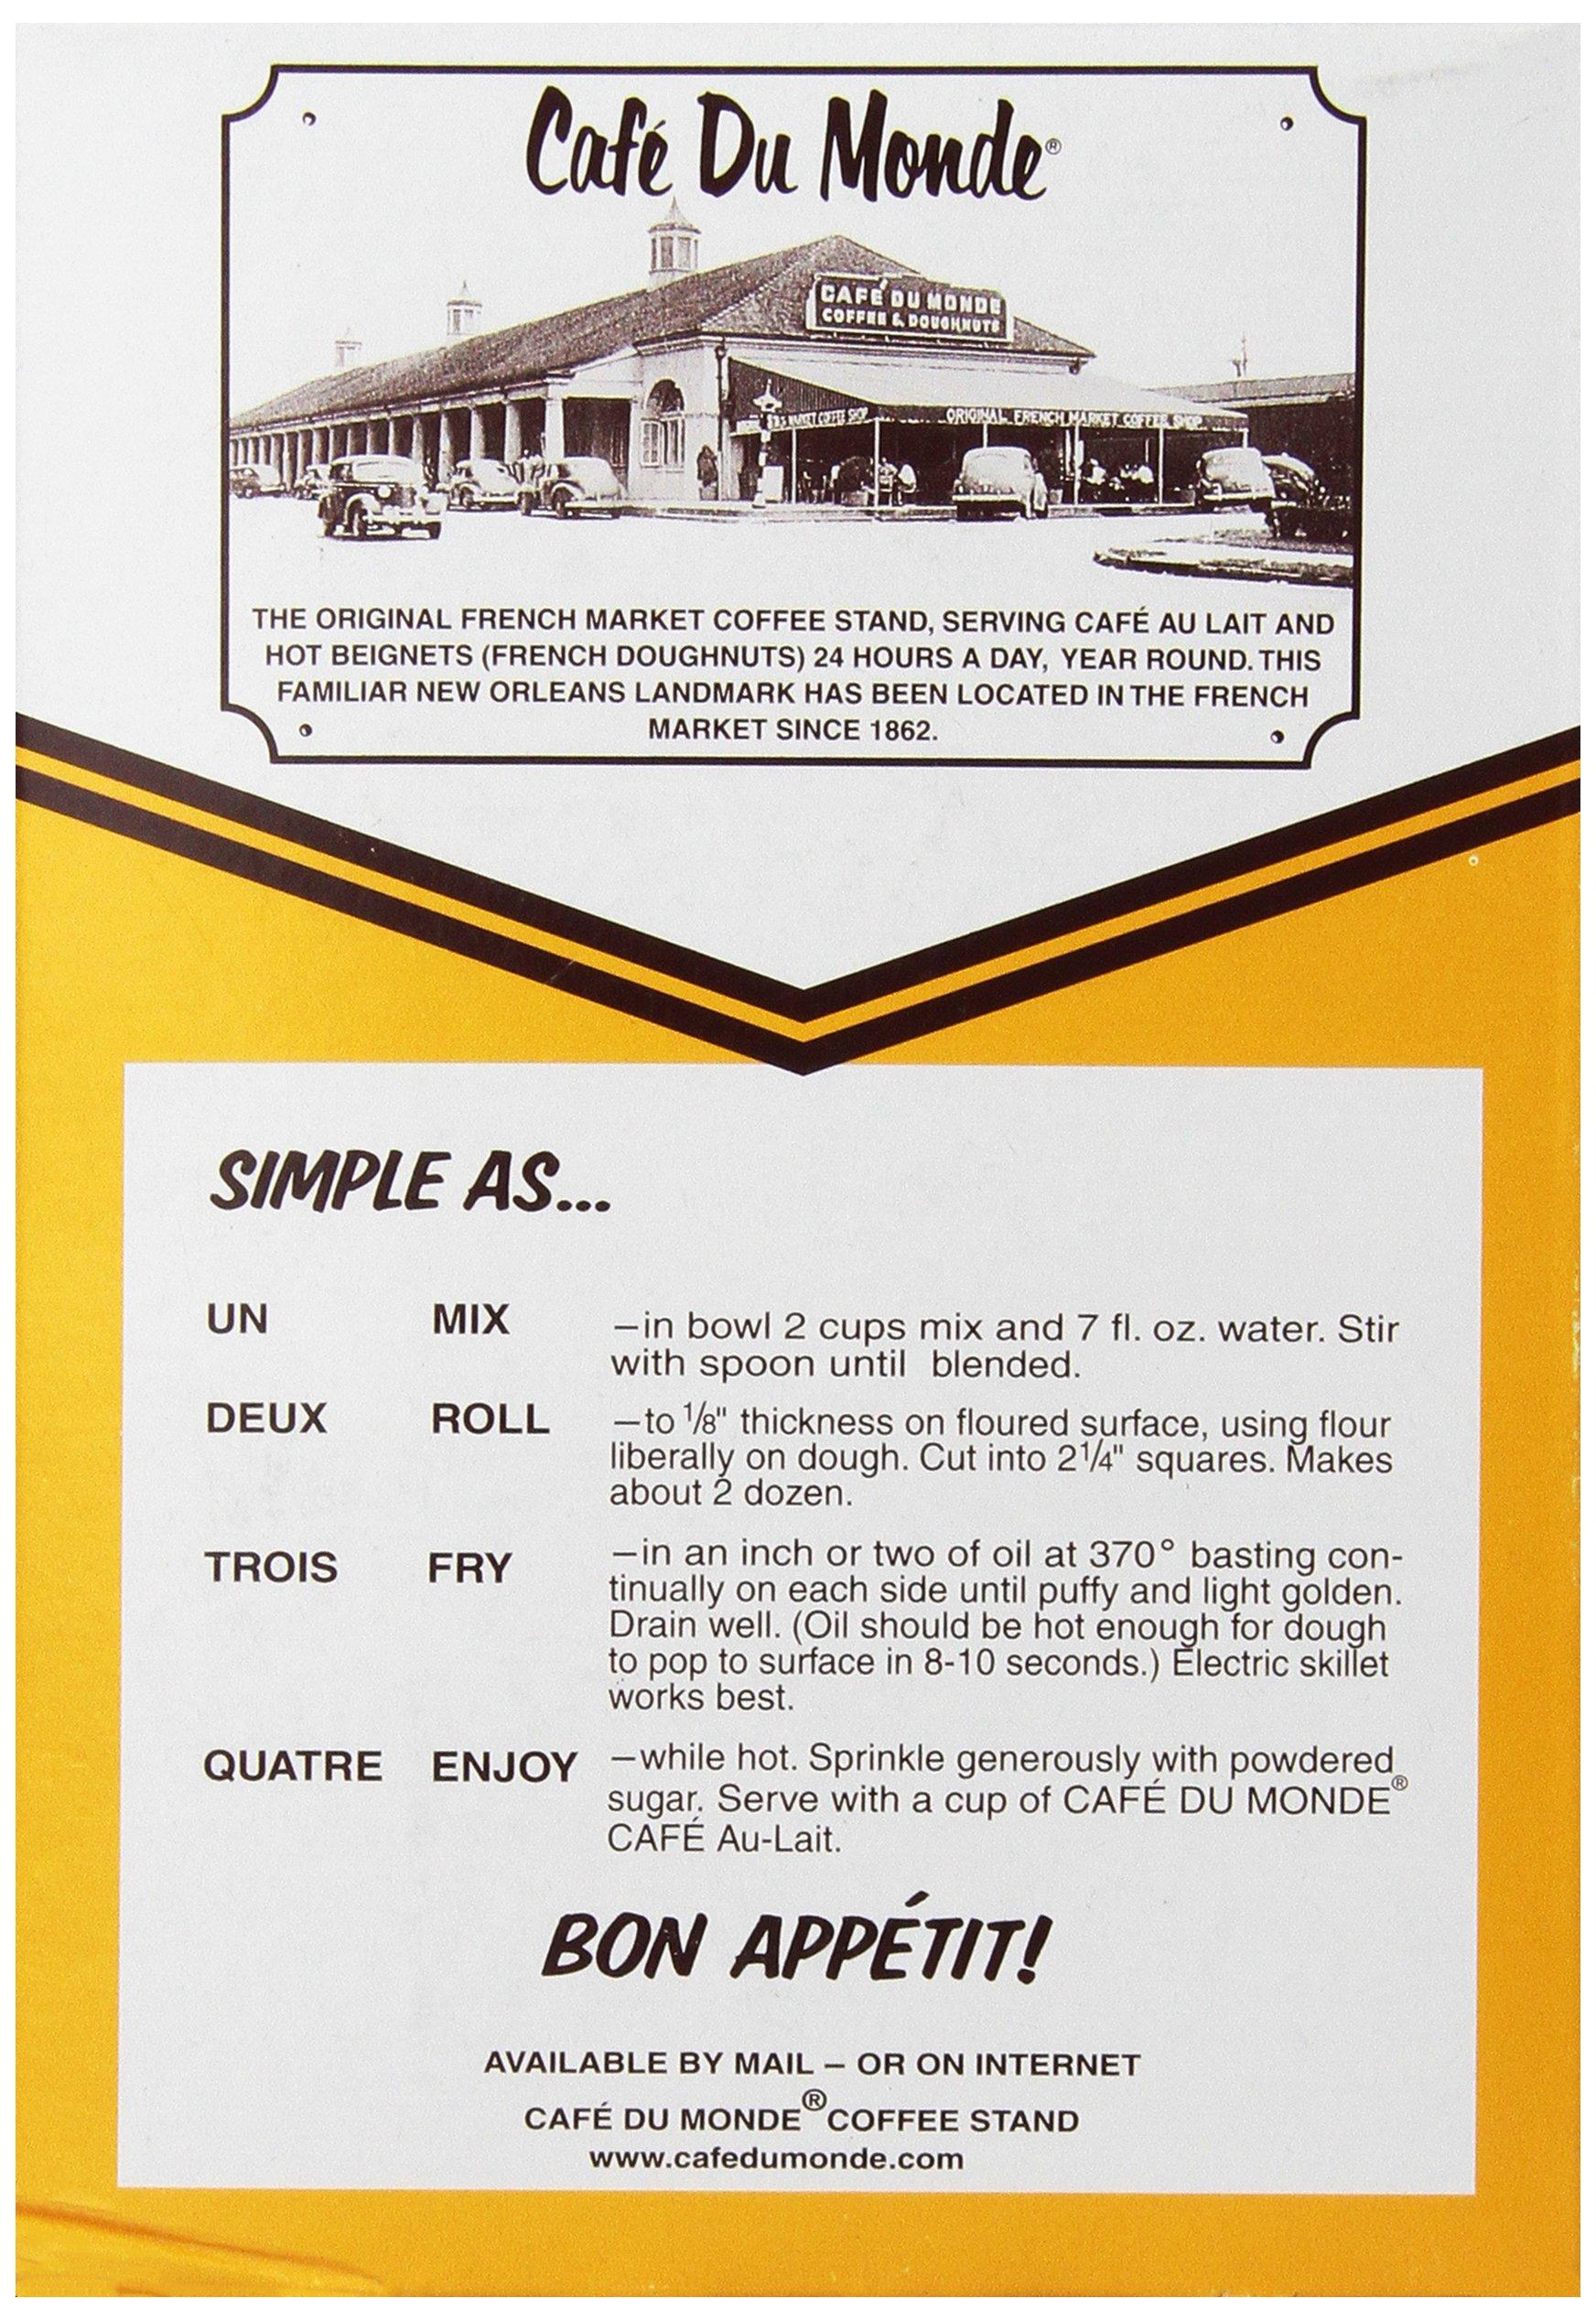 Café Du Monde®
CAFÉ DU MONDE
COFFEE & DOUGHNUTS
MARKET COFFEE SHOP
ORIGINAL FRENCH MARKET COFFEE SHOP
THE ORIGINAL FRENCH MARKET COFFEE STAND, SERVING CAFÉ AU LAIT AND
HOT BEIGNETS (FRENCH DOUGHNUTS) 24 HOURS A DAY, YEAR ROUND. THIS
FAMILIAR NEW ORLEANS LANDMARK HAS BEEN LOCATED IN THE FRENCH
MARKET SINCE 1862.
SIMPLE AS...
UN MIX –in bowl 2 cups mix and 7 fl. oz. water. Stir
with spoon until blended.
DEUX ROLL –to 1/8" thickness on floured surface, using flour
liberally on dough. Cut into 21/4" squares. Makes
about 2 dozen.
TROIS FRY –in an inch or two of oil at 370° basting con-
tinually on each side until puffy and light golden.
Drain well. (Oil should be hot enough for dough
to pop to surface in 8-10 seconds.) Electric skillet
works best.
QUATRE ENJOY –while hot. Sprinkle generously with powdered
sugar. Serve with a cup of CAFÉ DU MONDE®
CAFÉ Au-Lait.
BON APPÉTIT!
AVAILABLE BY MAIL – OR ON INTERNET
CAFÉ DU MONDE® COFFEE STAND
www.cafedumonde.com